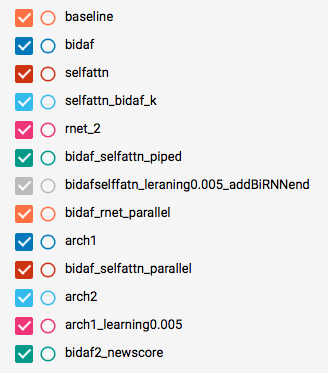 baseline
bidaf
selfattn
selfattn_bidaf_k
rnet_2
bidaf_selfattn_piped
bidafselffatn_leraning0.005_addBiRNNend
bidaf_rnet_parallel
arch1
bidaf_selfattn_parallel
arch2
arch1_learning0.005
bidaf2_newscore